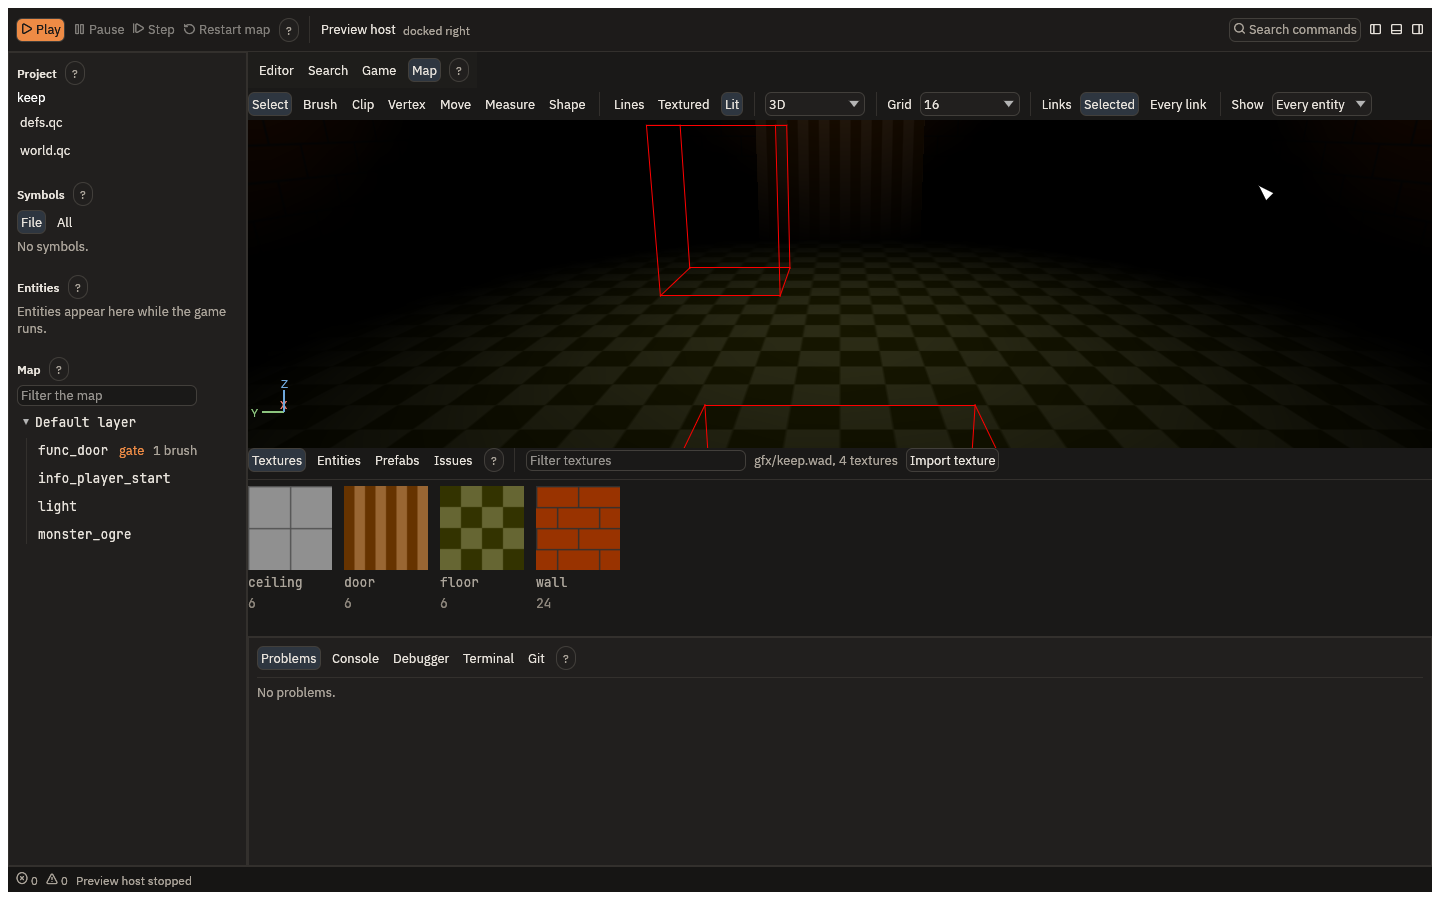 Play Pause Step Restart map ? Preview host docked right Search commands
Project ?
keep
defs.qc
world.qc
Symbols ?
File All
No symbols.
Entities ?
Entities appear here while the game
runs.
Map ?
Filter the map
Default layer
func_door gate 1 brush
info_player_start
light
monster_ogre
Editor Search Game Map ?
Select Brush Clip Vertex Move Measure Shape Lines Textured Lit 3D Grid 16 Links Selected Every link Show Every entity
Z
Y X
Textures Entities Prefabs Issues ? Filter textures gfx/keep.wad, 4 textures Import texture
ceiling door floor wall
6 6 6 24
Problems Console Debugger Terminal Git ?
No problems.
0 0 Preview host stopped